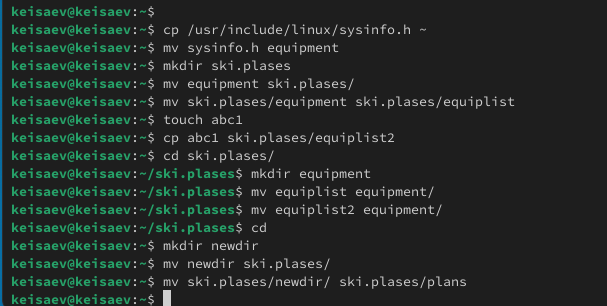 keisaev@keisaev:~$
keisaev@keisaev:~$ cp /usr/include/linux/sysinfo.h ~
keisaev@keisaev:~$ mv sysinfo.h equipment
keisaev@keisaev:~$ mkdir ski.plases
keisaev@keisaev:~$ mv equipment ski.plases/
keisaev@keisaev:~$ mv ski.plases/equipment ski.plases/equiplist
keisaev@keisaev:~$ touch abc1
keisaev@keisaev:~$ cp abc1 ski.plases/equiplist2
keisaev@keisaev:~$ cd ski.plases/
keisaev@keisaev:~/ski.plases$ mkdir equipment
keisaev@keisaev:~/ski.plases$ mv equiplist equipment/
keisaev@keisaev:~/ski.plases$ mv equiplist2 equipment/
keisaev@keisaev:~/ski.plases$ cd
keisaev@keisaev:~$ mkdir newdir
keisaev@keisaev:~$ mv newdir ski.plases/
keisaev@keisaev:~$ mv ski.plases/newdir/ ski.plases/plans
keisaev@keisaev:~$